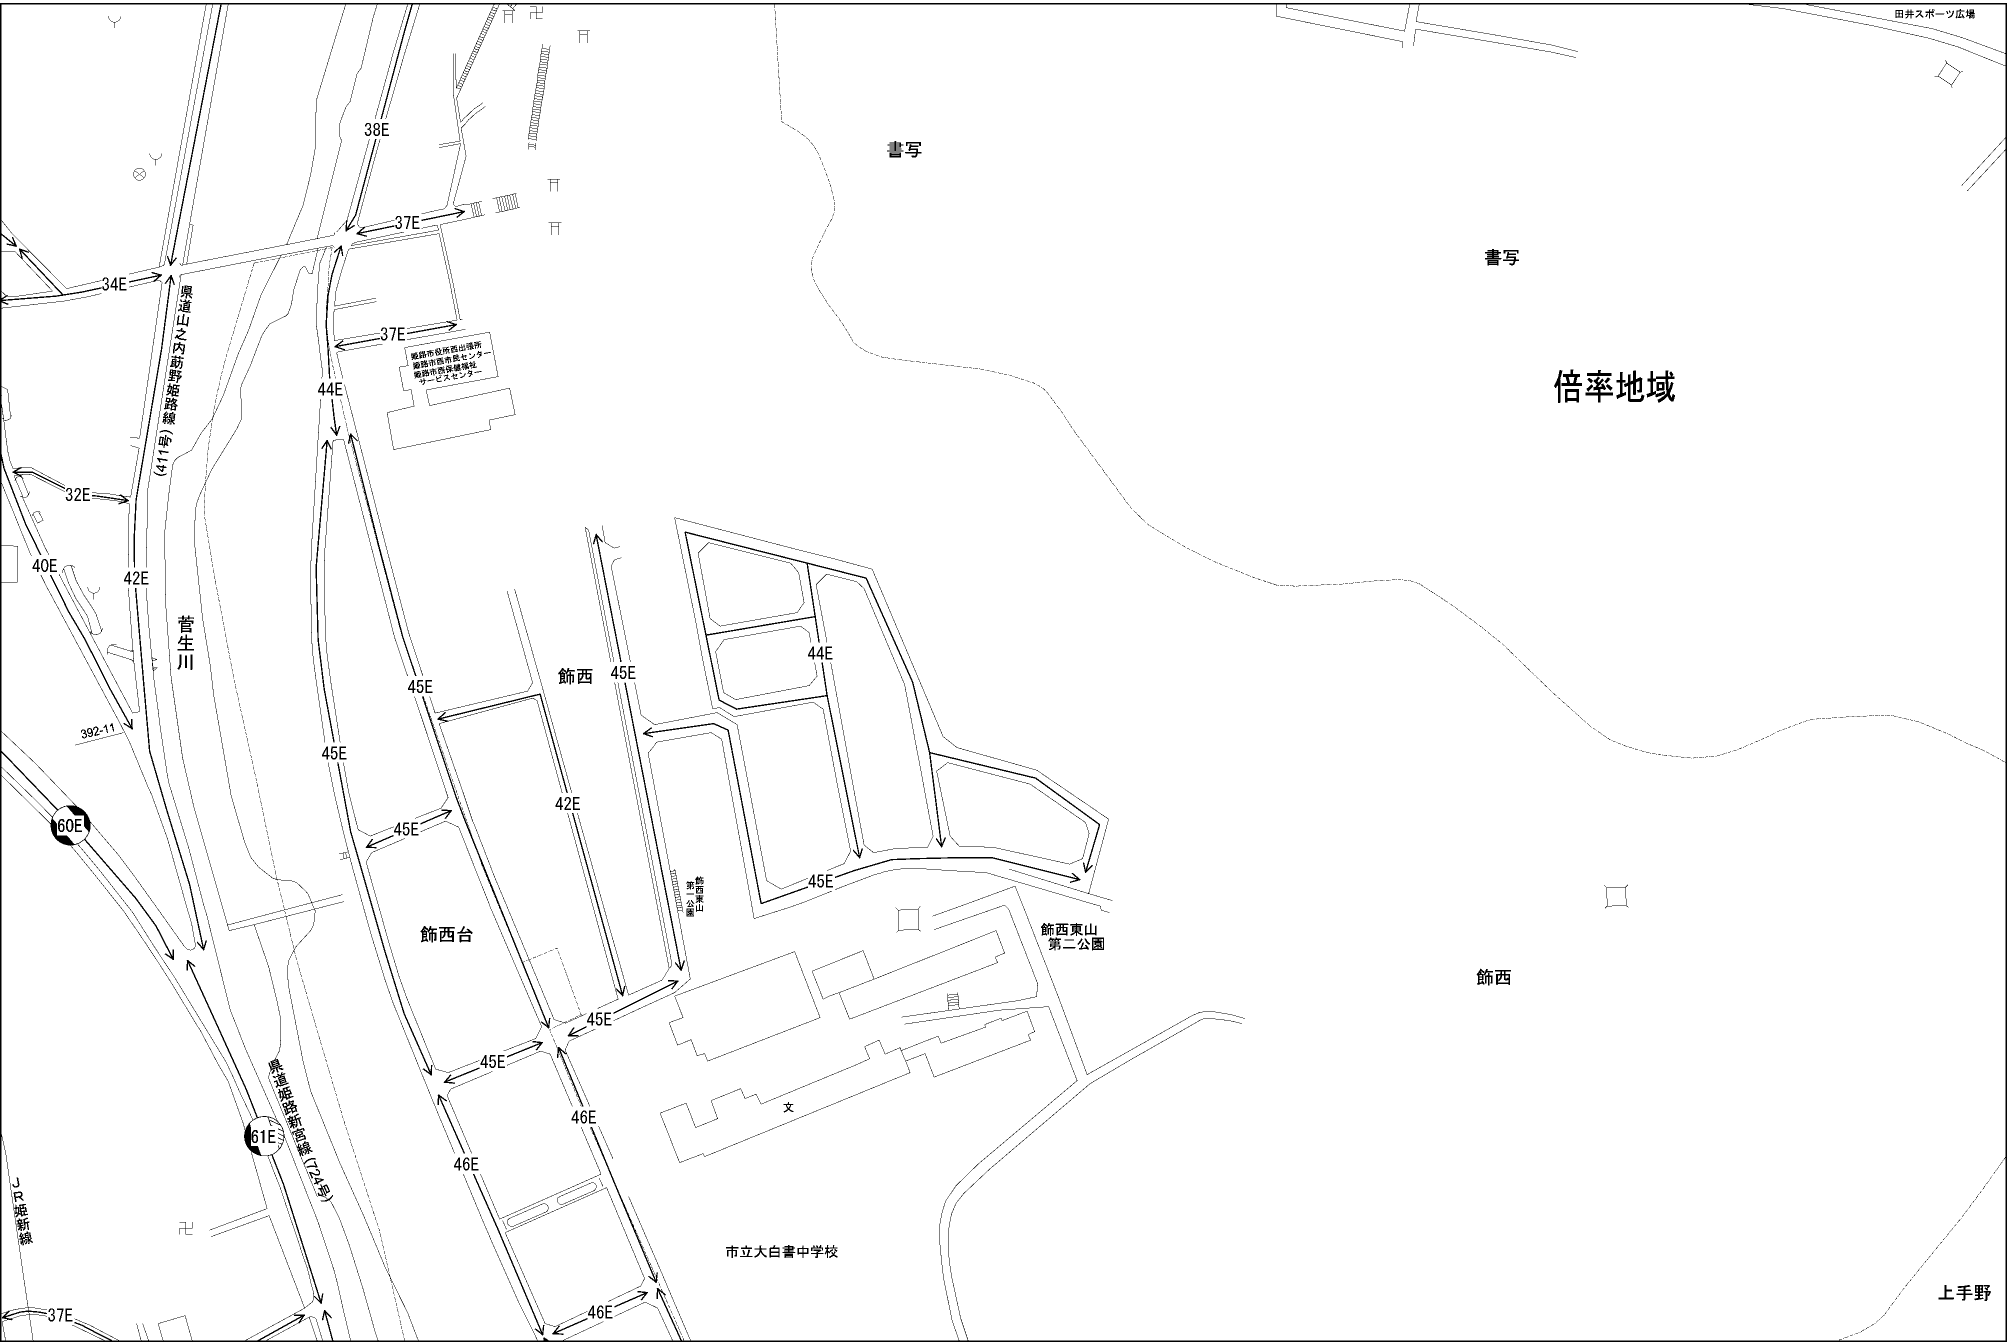 田井スポーツ広場
38E
書写
37E
書写
34E
県道山之内莇野姫路線
(411号)
37E
姫路市役所西出張所
姫路市西市民センター
姫路市西保健福祉
サービスセンター
44E
倍率地域
32E
40E
42E
菅生川
飾西
45E
44E
45E
392-11
45E
42E
60E
45E
45E
飾西東山
第一公園
飾西台
飾西東山
第二公園
飾西
45E
45E
県道姫路新宮線(724号)
文
46E
61E
46E
JR姫新線
市立大白書中学校
上手野
37E
46E